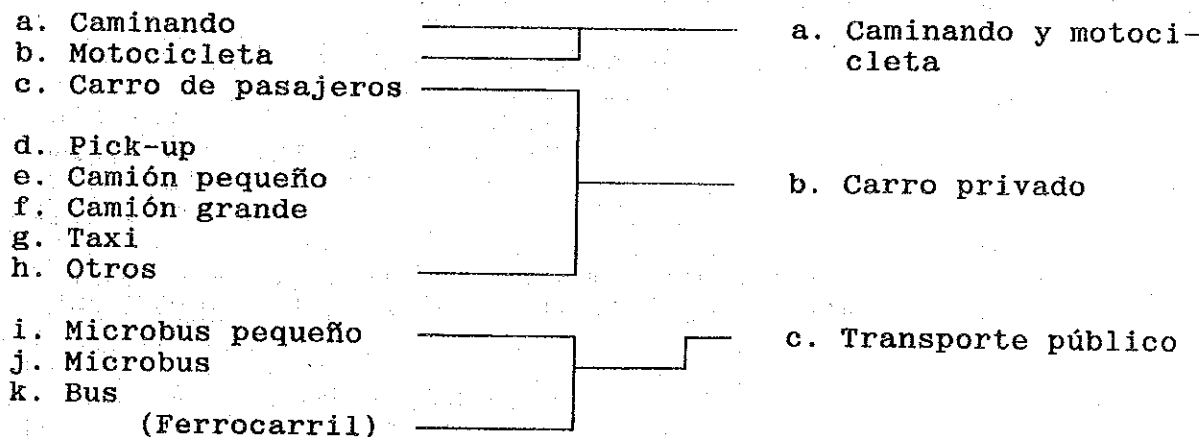 a. Caminando
b. Motocicleta
c. Carro de pasajeros
d. Pick-up
e. Camión pequeño
f. Camión grande
g. Taxi
h. Otros
i. Microbus pequeño
j. Microbus
k. Bus
(Ferrocarril)
a. Caminando y motoci-
cleta
b. Carro privado
c. Transporte público